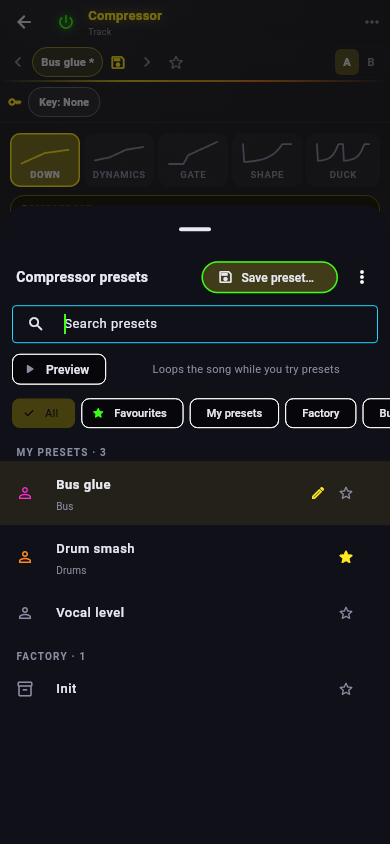 Compressor
Track
Bus glue *
A
B
Key: None
DOWN
DYNAMICS
GATE
SHAPE
DUCK
Compressor presets
Save preset…
Search presets
Preview
Loops the song while you try presets
All
Favourites
My presets
Factory
Bu
MY PRESETS · 3
Bus glue
Bus
Drum smash
Drums
Vocal level
FACTORY · 1
Init